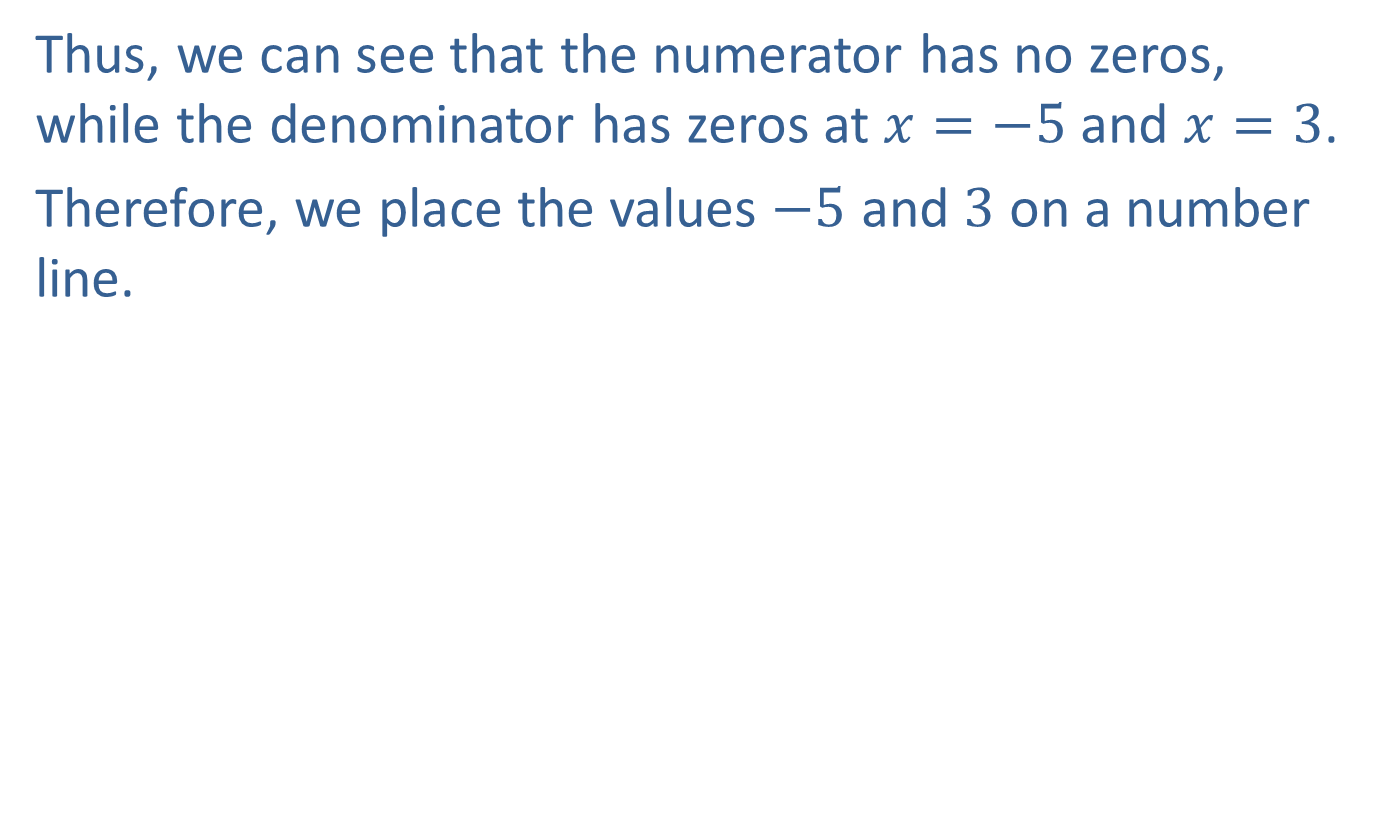 Thus, we can see that the numerator has no zeros,
while the denominator has zeros at 𝑥 = −5 and 𝑥 = 3.
Therefore, we place the values −5 and 3 on a number
line.